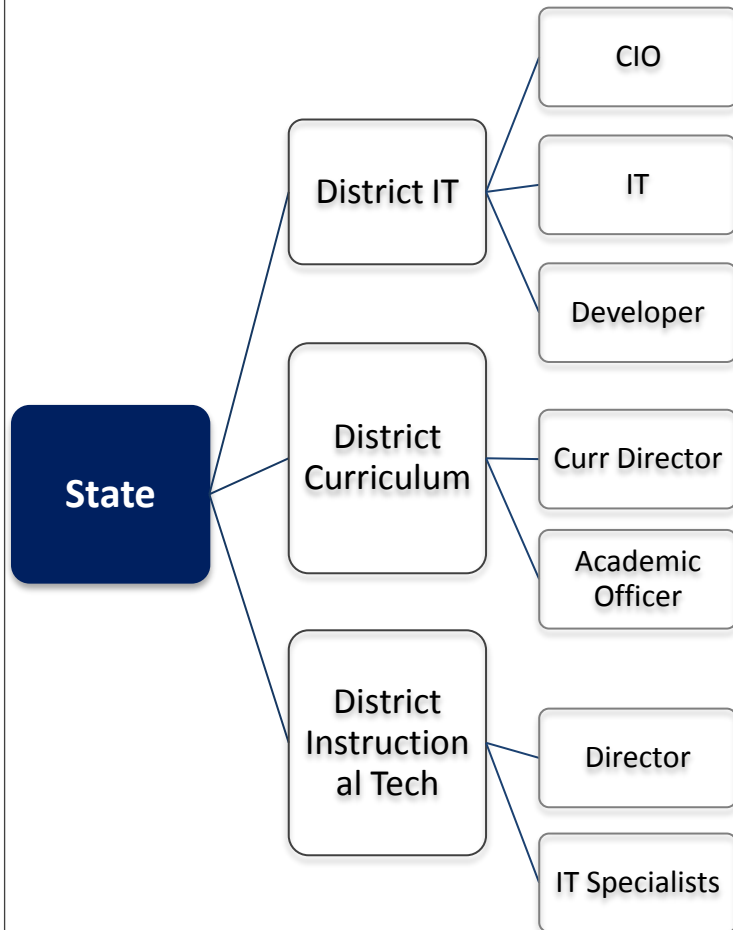 State
District IT
CIO
IT
Developer
District
Curriculum
Curr Director
Academic
Officer
District
Instruction
al Tech
Director
IT Specialists